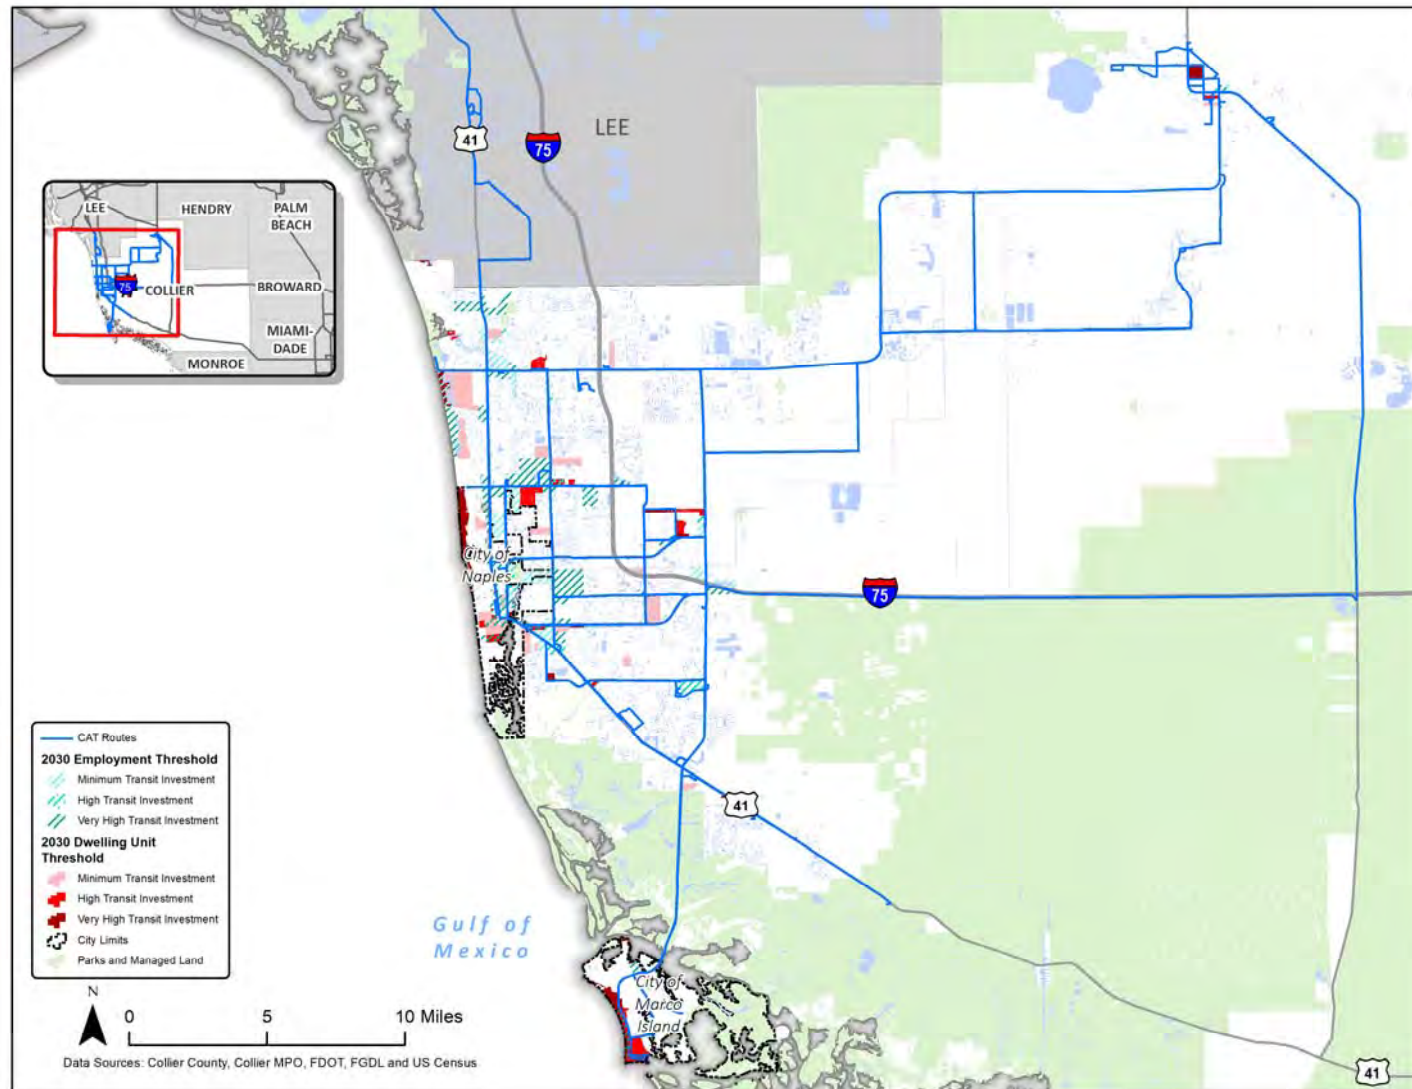 41
75
LEE
LEE
HENDRY
PALM
BEACH
75
COLLIER
BROWARD
MIAMI-
DADE
MONROE
City of
Naples
75
41
CAT Routes
2030 Employment Threshold
Minimum Transit Investment
High Transit Investment
Very High Transit Investment
2030 Dwelling Unit
Threshold
Minimum Transit Investment
High Transit Investment
Very High Transit Investment
City Limits
Parks and Managed Land
Gulf of
Mexico
City of
Marco
Island
N
0 5 10 Miles
Data Sources: Collier County, Collier MPO, FDOT, FGDL and US Census
41